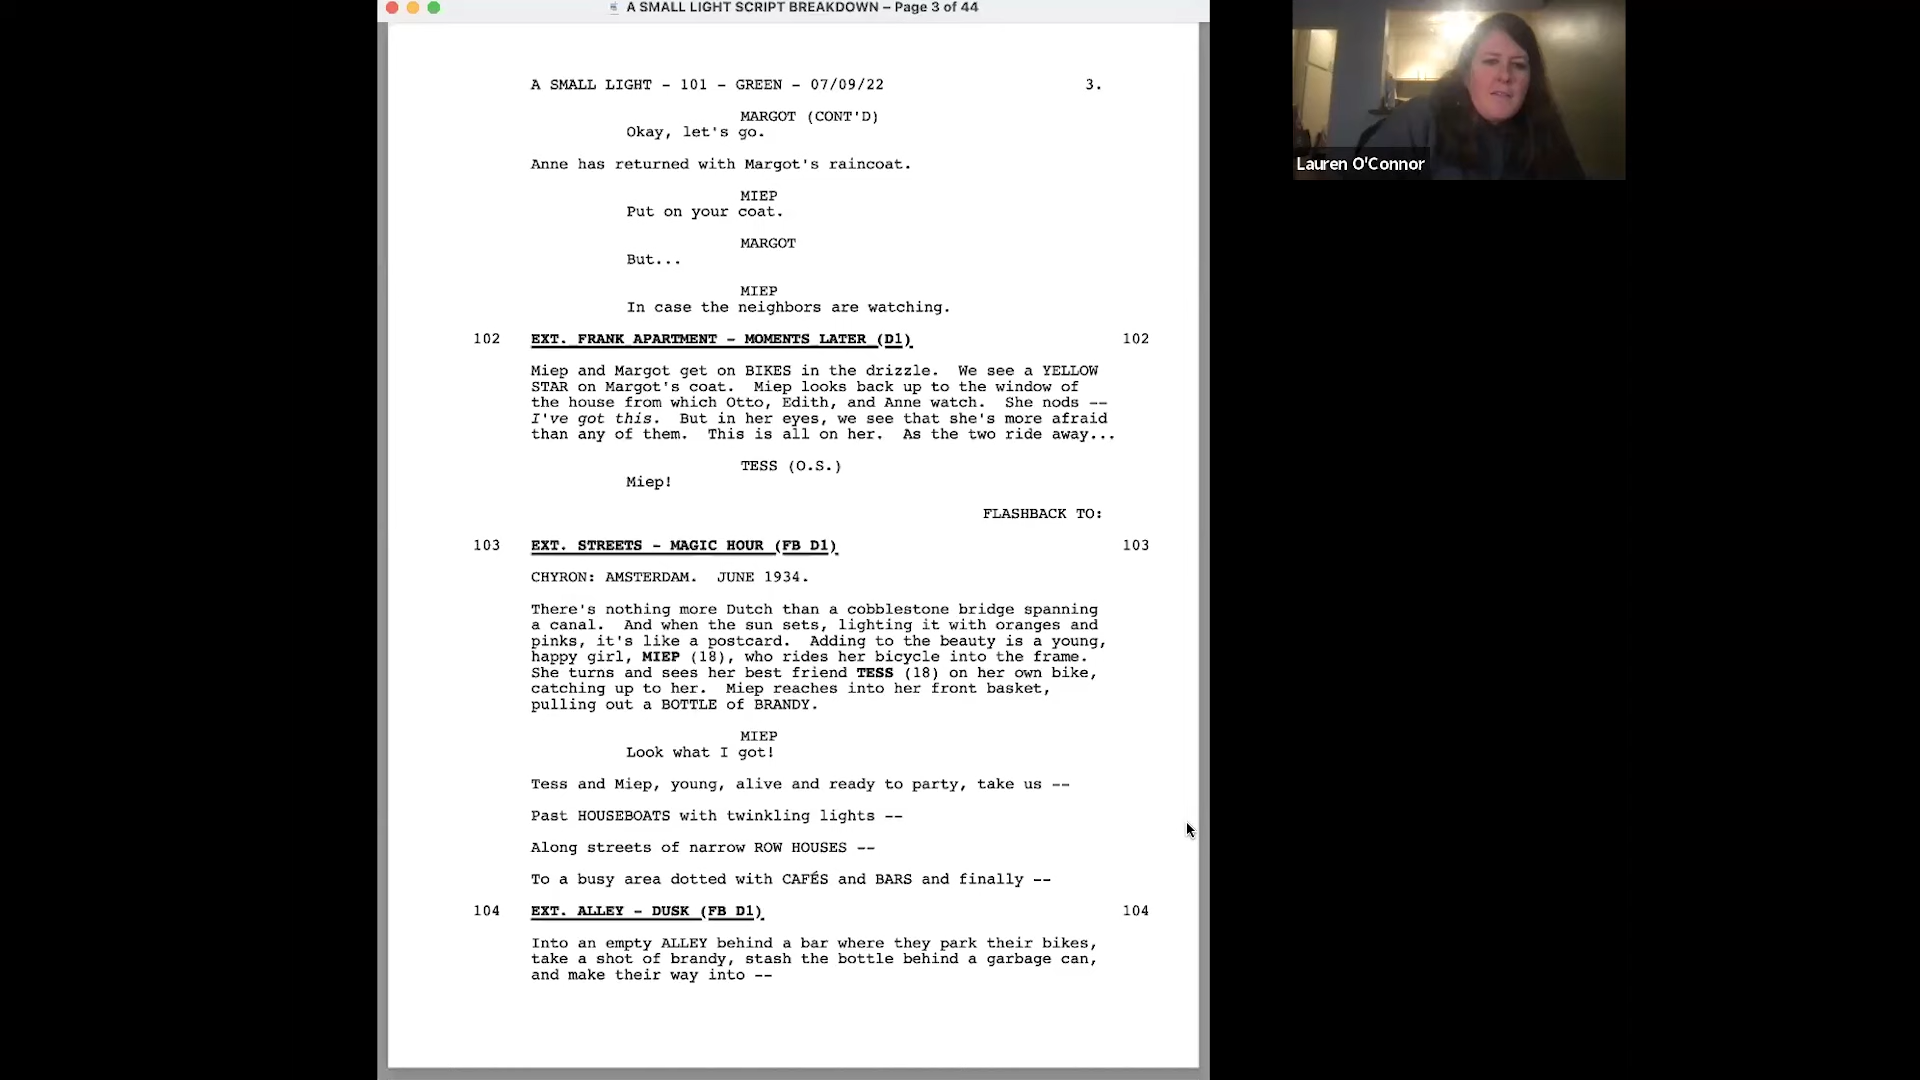 A SMALL LIGHT SCRIPT BREAKDOWN – Page 3 of 44
A SMALL LIGHT - 101 - GREEN - 07/09/22 3.
MARGOT (CONT'D)
Okay, let's go.
Anne has returned with Margot's raincoat.
MIEP
Put on your coat.
MARGOT
But...
MIEP
In case the neighbors are watching.
102 EXT. FRANK APARTMENT - MOMENTS LATER (D1) 102
Miep and Margot get on BIKES in the drizzle. We see a YELLOW
STAR on Margot's coat. Miep looks back up to the window of
the house from which Otto, Edith, and Anne watch. She nods --
I've got this. But in her eyes, we see that she's more afraid
than any of them. This is all on her. As the two ride away...
TESS (O.S.)
Miep!
FLASHBACK TO:
103 EXT. STREETS - MAGIC HOUR (FB D1) 103
CHYRON: AMSTERDAM. JUNE 1934.
There's nothing more Dutch than a cobblestone bridge spanning
a canal. And when the sun sets, lighting it with oranges and
pinks, it's like a postcard. Adding to the beauty is a young,
happy girl, MIEP (18), who rides her bicycle into the frame.
She turns and sees her best friend TESS (18) on her own bike,
catching up to her. Miep reaches into her front basket,
pulling out a BOTTLE of BRANDY.
MIEP
Look what I got!
Tess and Miep, young, alive and ready to party, take us --
Past HOUSEBOATS with twinkling lights --
Along streets of narrow ROW HOUSES --
To a busy area dotted with CAFÉS and BARS and finally --
104 EXT. ALLEY - DUSK (FB D1) 104
Into an empty ALLEY behind a bar where they park their bikes,
take a shot of brandy, stash the bottle behind a garbage can,
and make their way into --
Lauren O'Connor